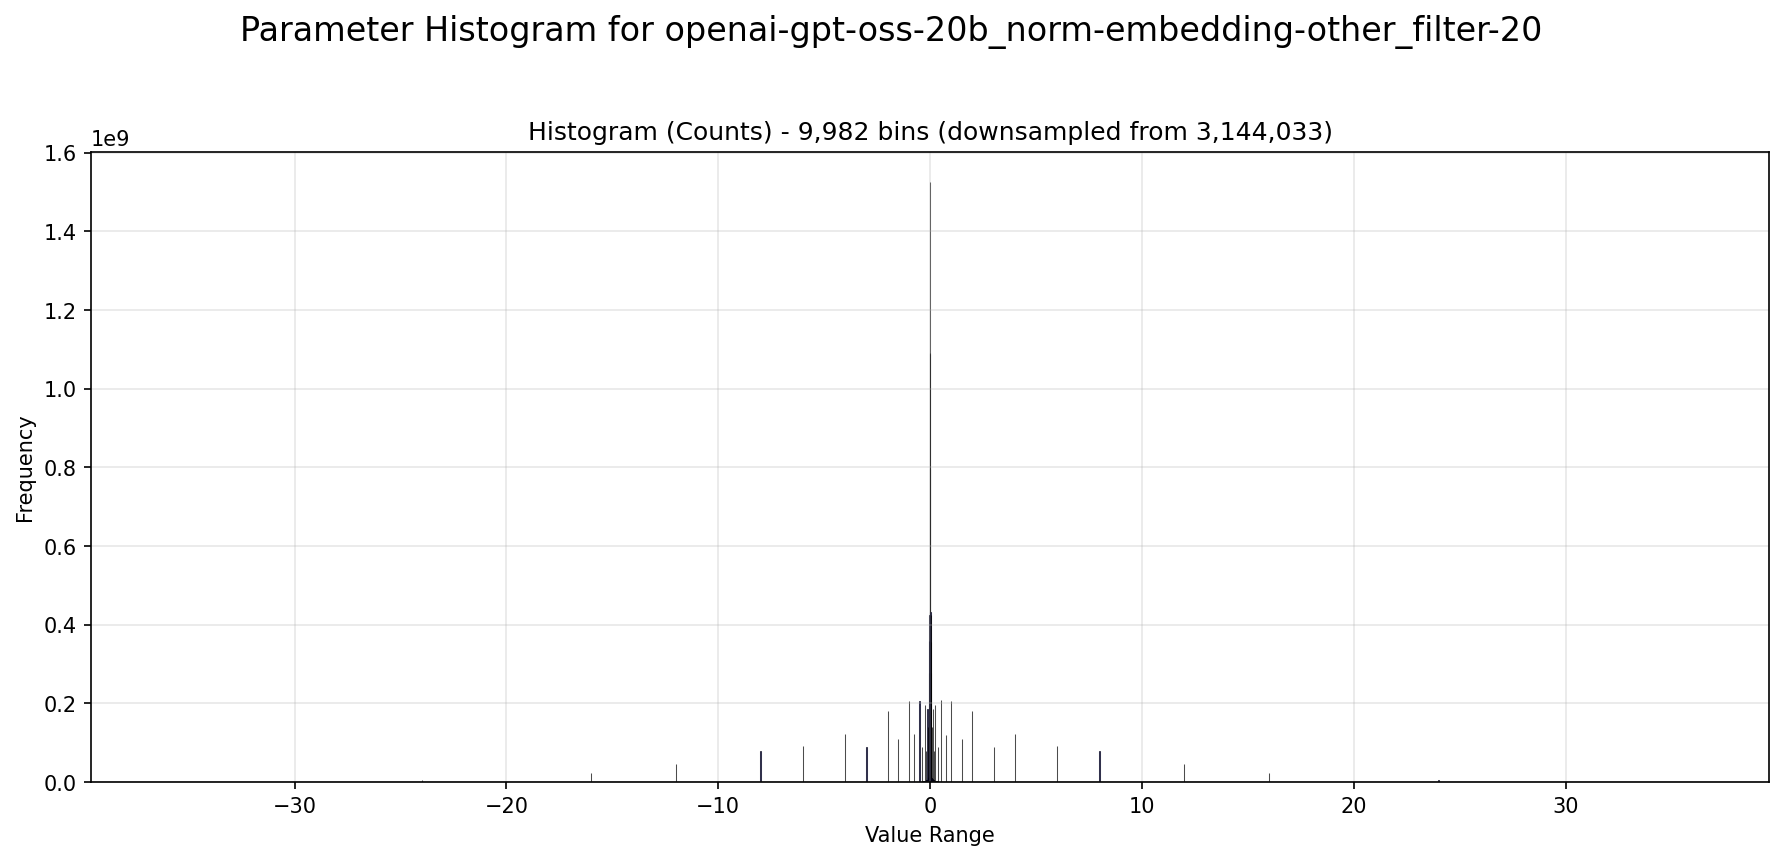 Parameter Histogram for openai-gpt-oss-20b_norm-embedding-other_filter-20
Histogram (Counts) - 9,982 bins (downsampled from 3,144,033)
1e9
1.6
1.4
1.2
1.0
0.8
0.6
0.4
0.2
0.0
Frequency
−30 −20 −10 0 10 20 30
Value Range